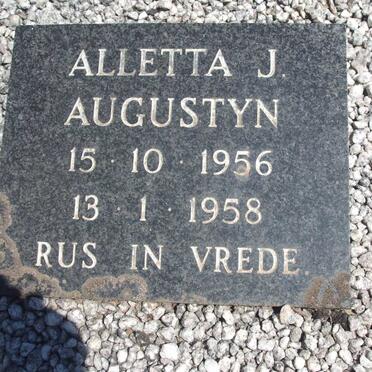 ALLETTA J.
AUGUSTYN
15 · 10 · 1956
13 · 1 · 1958
RUS IN VREDE.